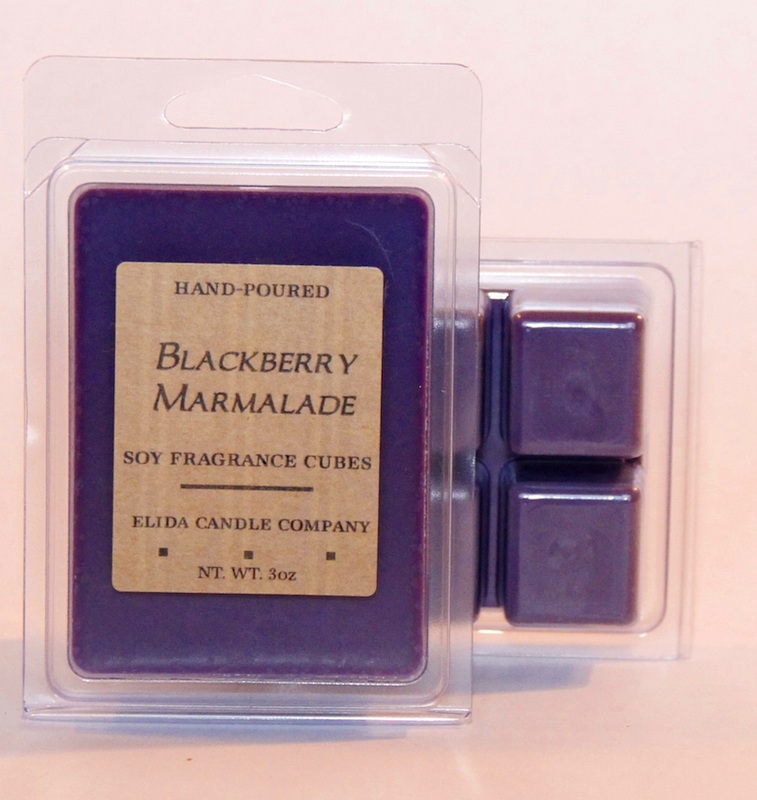 HAND-POURED
BLACKBERRY
MARMALADE
SOY FRAGRANCE CUBES
ELIDA CANDLE COMPANY
NT. WT. 3oz